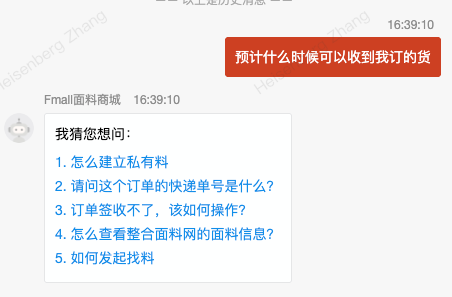 —— 以上是历史消息 ——
16:39:10
预计什么时候可以收到我订的货
Fmall面料商城 16:39:10
我猜您想问：
1. 怎么建立私有料
2. 请问这个订单的快递单号是什么？
3. 订单签收不了，该如何操作？
4. 怎么查看整合面料网的面料信息？
5. 如何发起找料
Heisenberg Zhang
Heisenberg Zhang